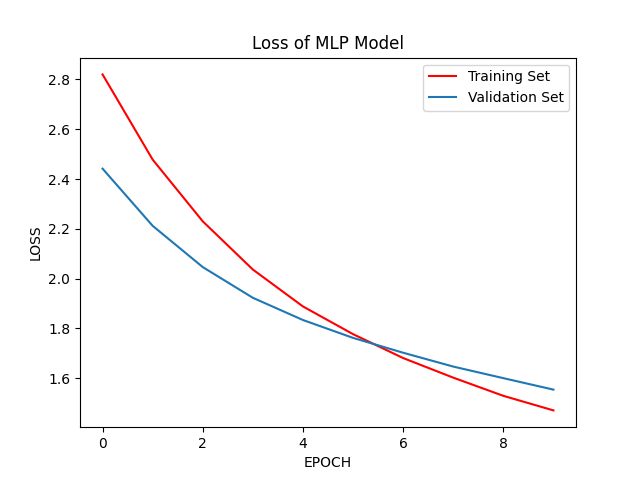 Loss of MLP Model
Training Set
Validation Set
LOSS
2.8
2.6
2.4
2.2
2.0
1.8
1.6
0 2 4 6 8
EPOCH